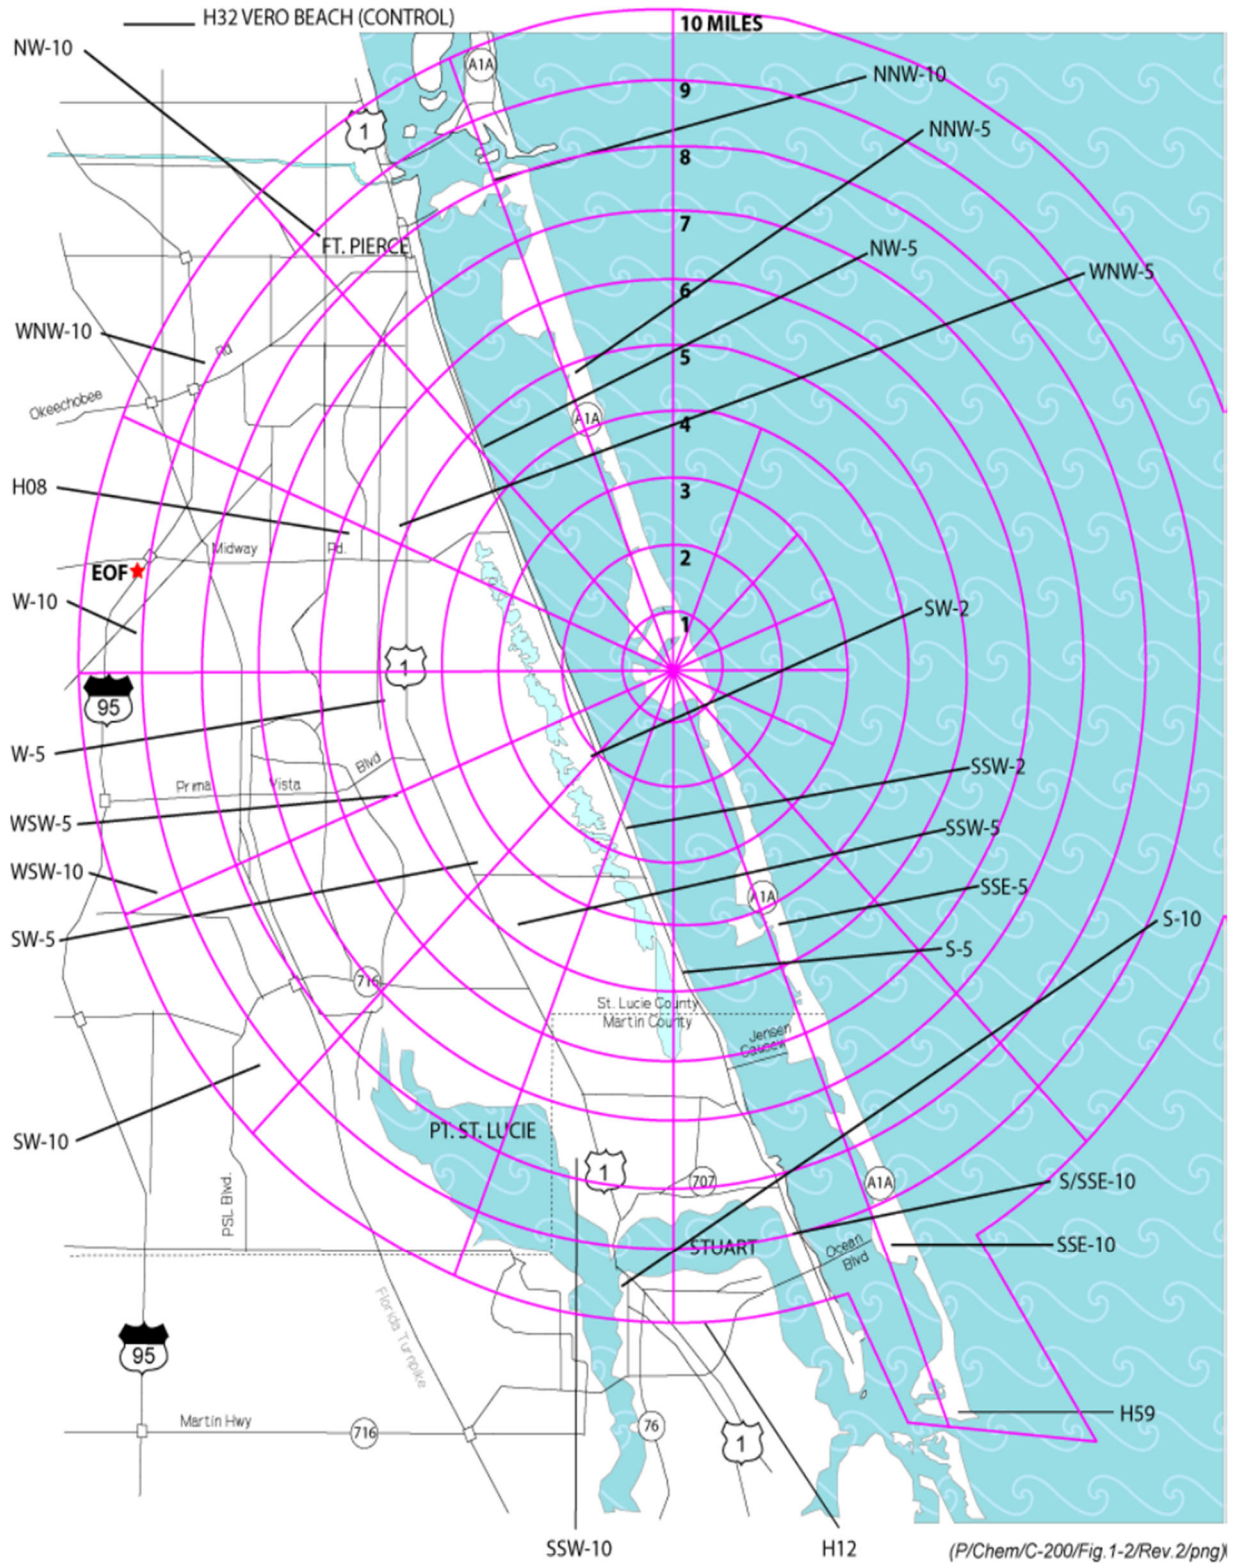 H32 VERO BEACH (CONTROL)
10 MILES
NW-10
A1A
NNW-10
9
1
NNW-5
8
7
FT. PIERCE
NW-5
WNW-5
6
WNW-10
5
Okeechobee
A1A
4
H08
3
Midway
Rd.
2
EOF
W-10
SW-2
1
1
95
W-5
SSW-2
Prima
Vista
Blvd
WSW-5
SSW-5
WSW-10
SSE-5
A1A
S-10
SW-5
S-5
716
St. Lucie County
Martin County
Jensen
Causew
PT. ST. LUCIE
SW-10
1
707
A1A
S/SSE-10
PSL Blvd.
STUART
Ocean
Blvd
SSE-10
Florida Turnpike
95
Martin Hwy
716
76
1
H59
SSW-10
H12
(P/Chem/C-200/Fig.1-2/Rev.2/png)